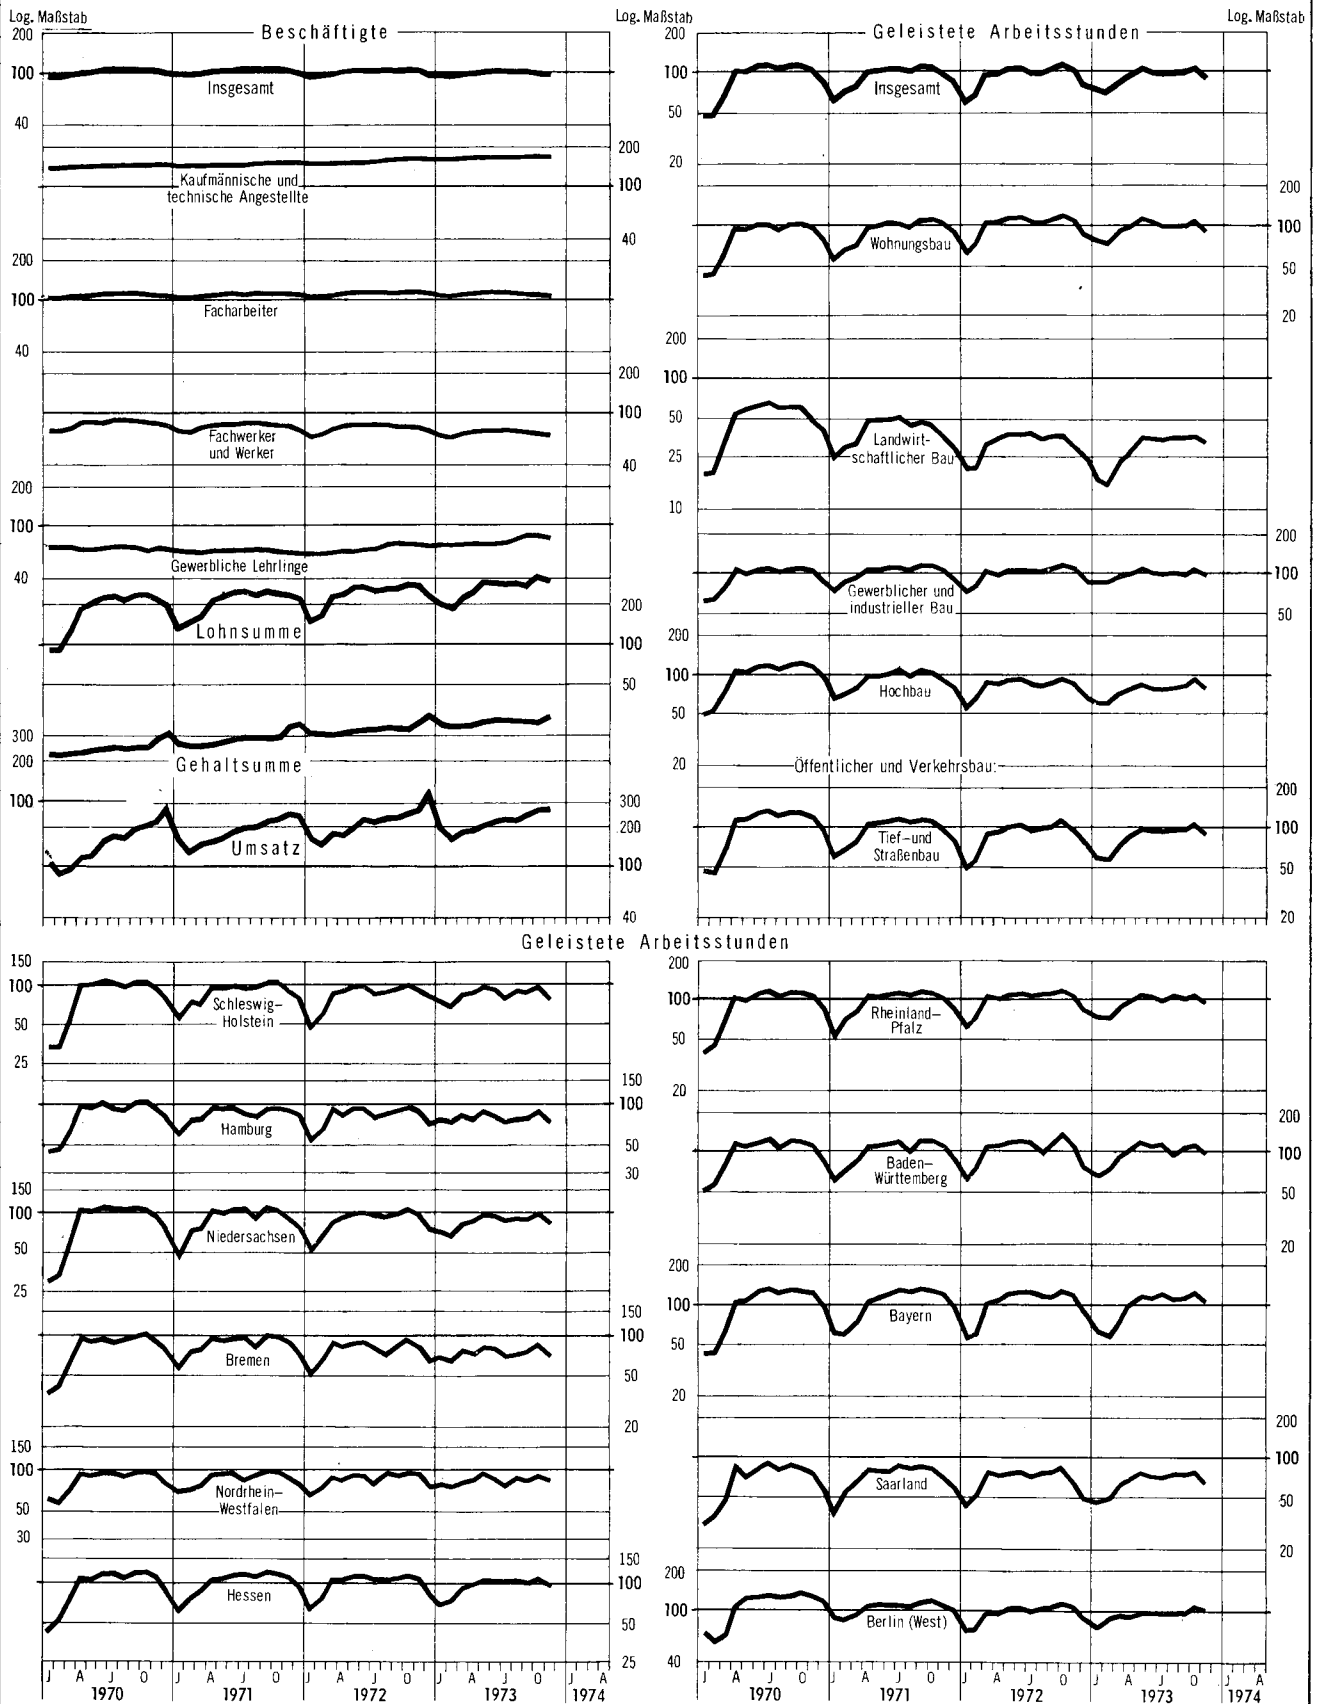 Log. Maßstab
Log. Maßstab
Log. Maßstab
Beschäftigte
200
100
40
Insgesamt
200
100
40
Kaufmännische und
technische Angestellte
200
100
40
Facharbeiter
200
100
40
Fachwerker
und Werker
200
100
40
Gewerbliche Lehrlinge
200
100
50
Lohnsumme
300
200
100
Gehaltsumme
300
200
100
40
Umsatz
Geleistete Arbeitsstunden
200
100
50
20
Insgesamt
200
100
50
20
Wohnungsbau
200
100
50
25
10
Landwirt-
schaftlicher Bau
200
100
50
Gewerblicher und
industrieller Bau
200
100
50
20
Hochbau
Öffentlicher und Verkehrsbau:
200
100
50
20
Tief-und
Straßenbau
Geleistete Arbeitsstunden
150
100
50
25
Schleswig-
Holstein
150
100
50
30
Hamburg
150
100
50
25
Niedersachsen
150
100
50
20
Bremen
150
100
50
30
Nordrhein-
Westfalen
150
100
50
25
Hessen
J A J O J A J O J A J O J A J O J A
1970 1971 1972 1973 1974
200
100
50
20
Rheinland-
Pfalz
200
100
50
20
Baden-
Württemberg
200
100
50
20
Bayern
200
100
50
20
Saarland
200
100
40
Berlin (West)
J A J O J A J O J A J O J A J O J A
1970 1971 1972 1973 1974